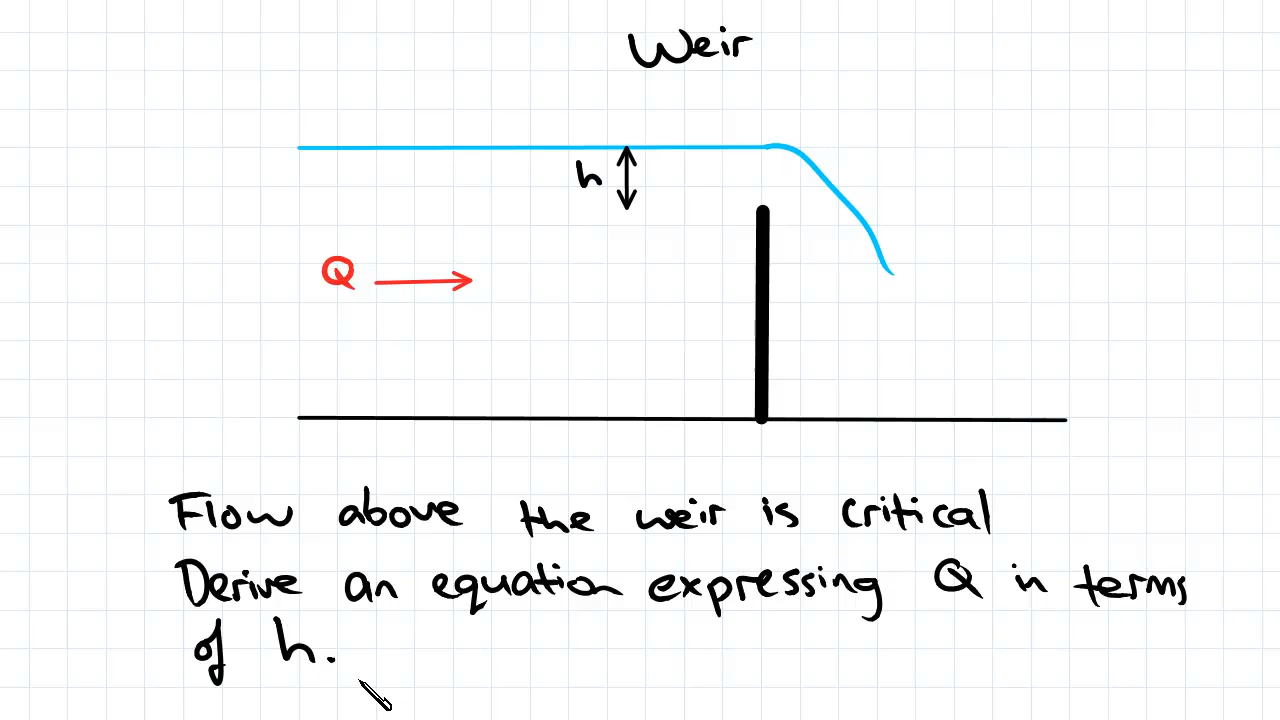 Weir
h
Q
Flow above the weir is critical
Derive an equation expressing Q in terms
of h.